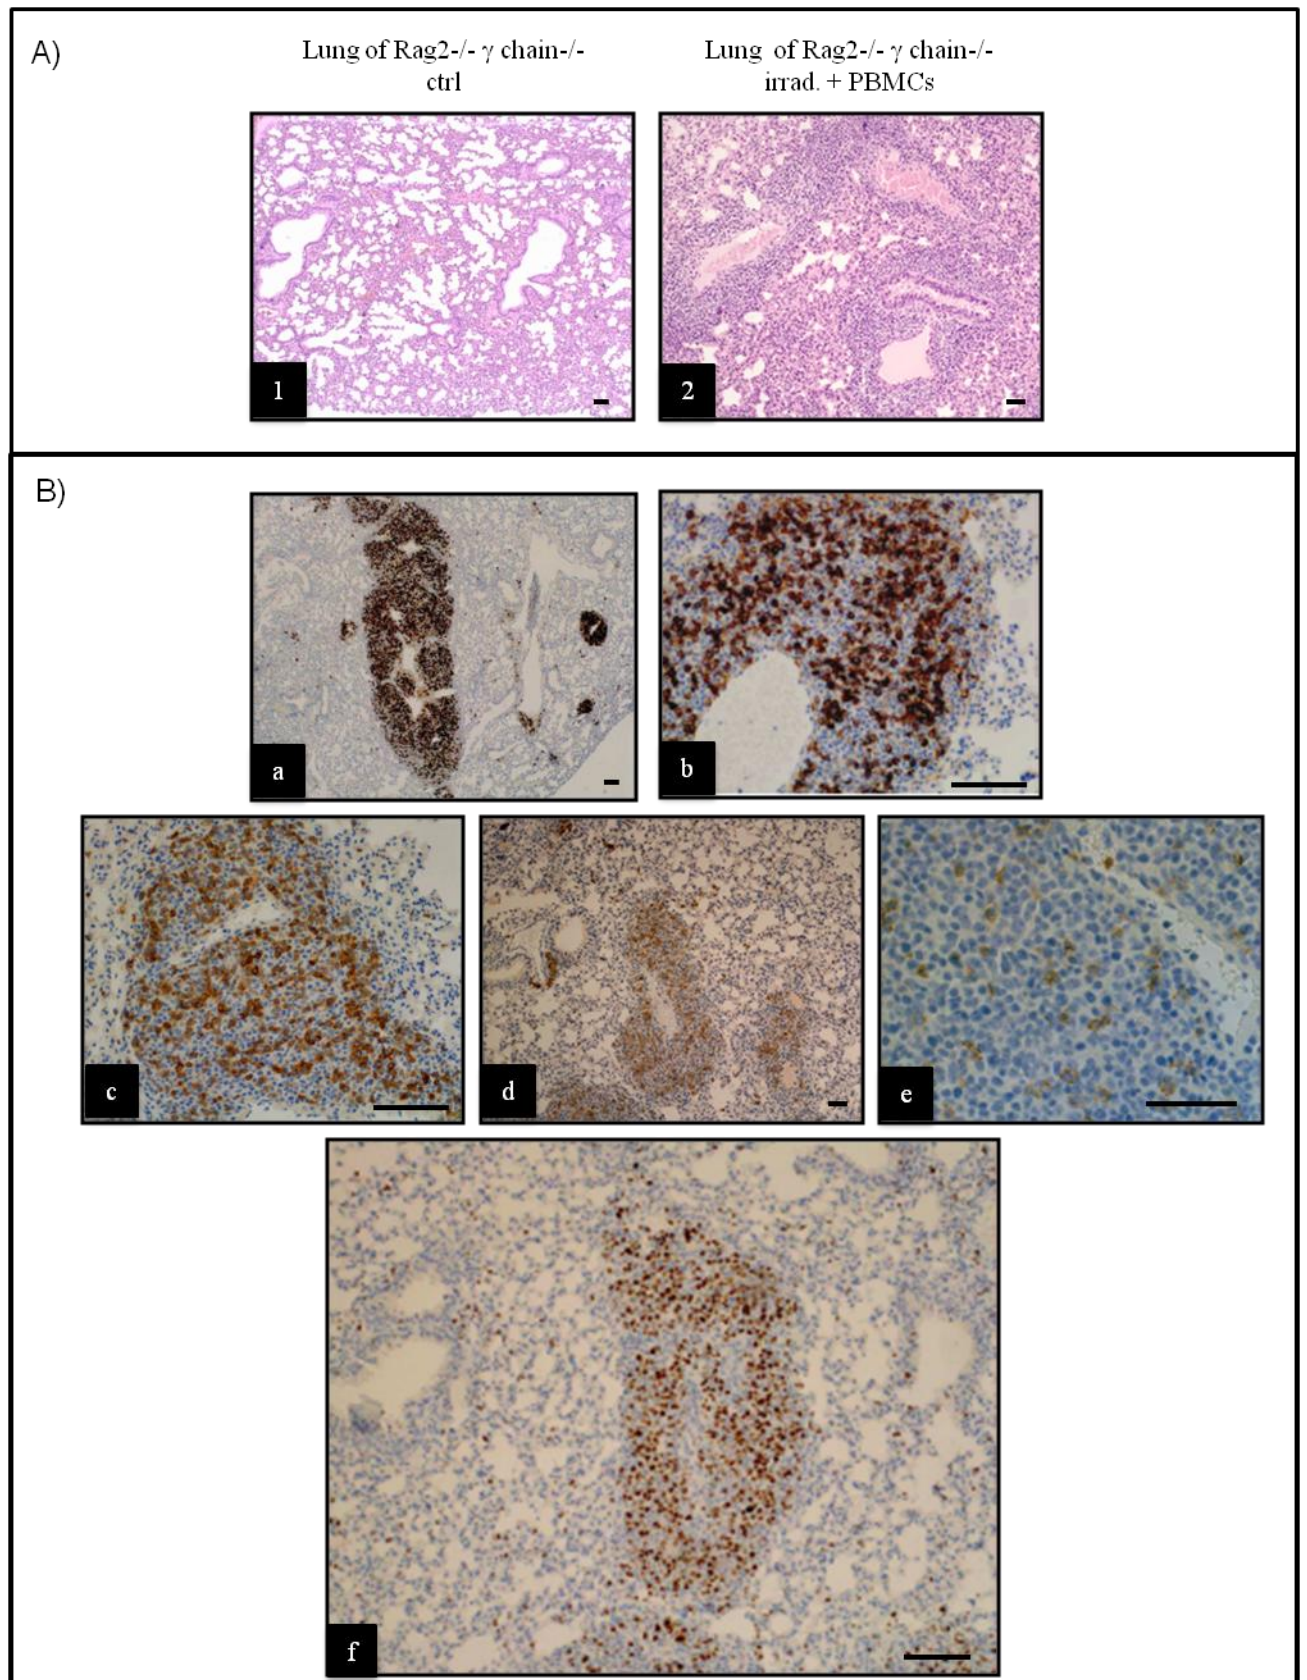 A)
Lung of Rag2-/- γ chain-/-
ctrl
Lung of Rag2-/- γ chain-/-
irrad. + PBMCs
1
2
B)
a
b
c
d
e
f